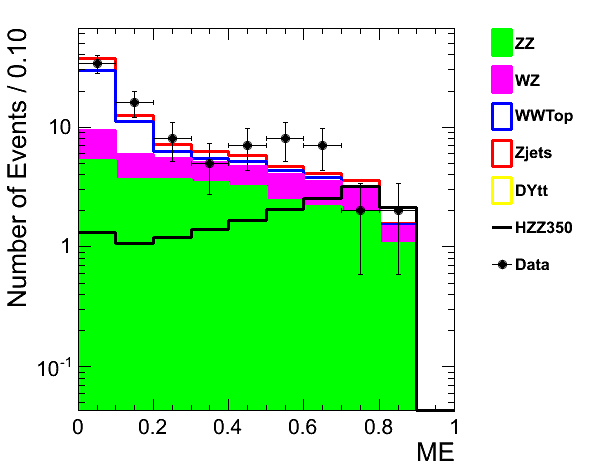 Number of Events / 0.10
10
1
10⁻¹
0 0.2 0.4 0.6 0.8 1
ME
ZZ
WZ
WWTop
Zjets
DYtt
HZZ350
Data